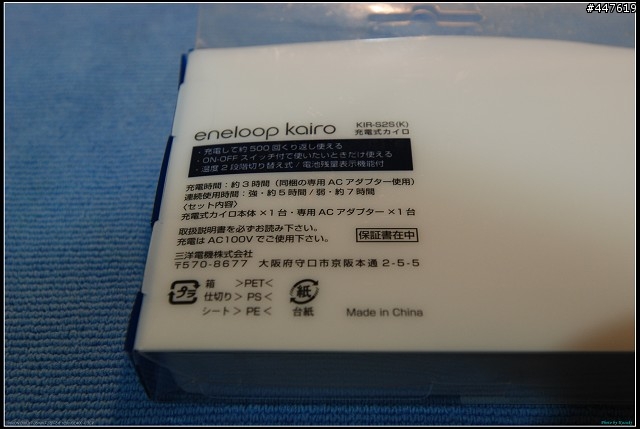 #447619
eneloop kairo KIR-S2S(K)
充電式カイロ
・充電して約500回くり返し使える
・ON-OFFスイッチ付で使いたいときだけ使える
・温度2段階切り替え式/電池残量表示機能付
充電時間：約3時間（同梱の専用ACアダプター使用）
連続使用時間：強・約5時間/弱・約7時間
〈セット内容〉
充電式カイロ本体×1台・専用ACアダプター×1台
取扱説明書を必ずお読み下さい。
充電はAC100Vでご使用下さい。 保証書在中
三洋電機株式会社
〒570-8677 大阪府守口市京阪本通2-5-5
プラ 箱 >PET< 紙
仕切り> PS <
シート> PE < 台紙 Made in China